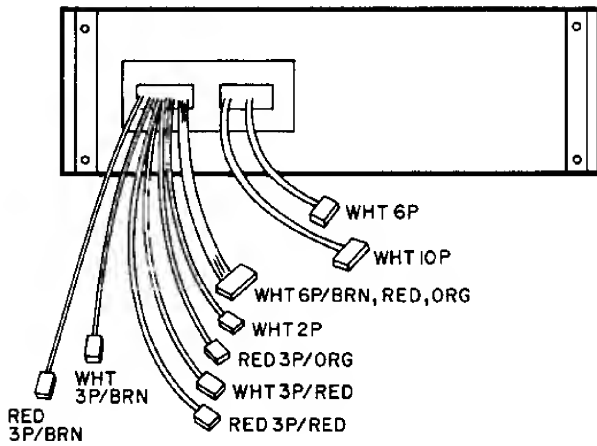 WHT 6P
WHT 10P
WHT 6P/BRN, RED, ORG
WHT 2P
RED 3P/ORG
WHT
3P/BRN
WHT 3P/RED
RED
3P/BRN
RED 3P/RED